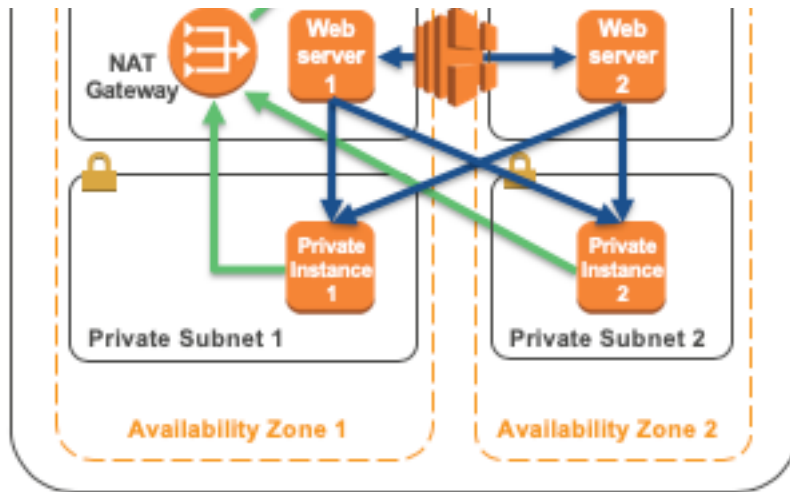 NAT
Gateway
Web
server
1
Web
server
2
Private
Instance
1
Private
Instance
2
Private Subnet 1
Private Subnet 2
Availability Zone 1
Availability Zone 2